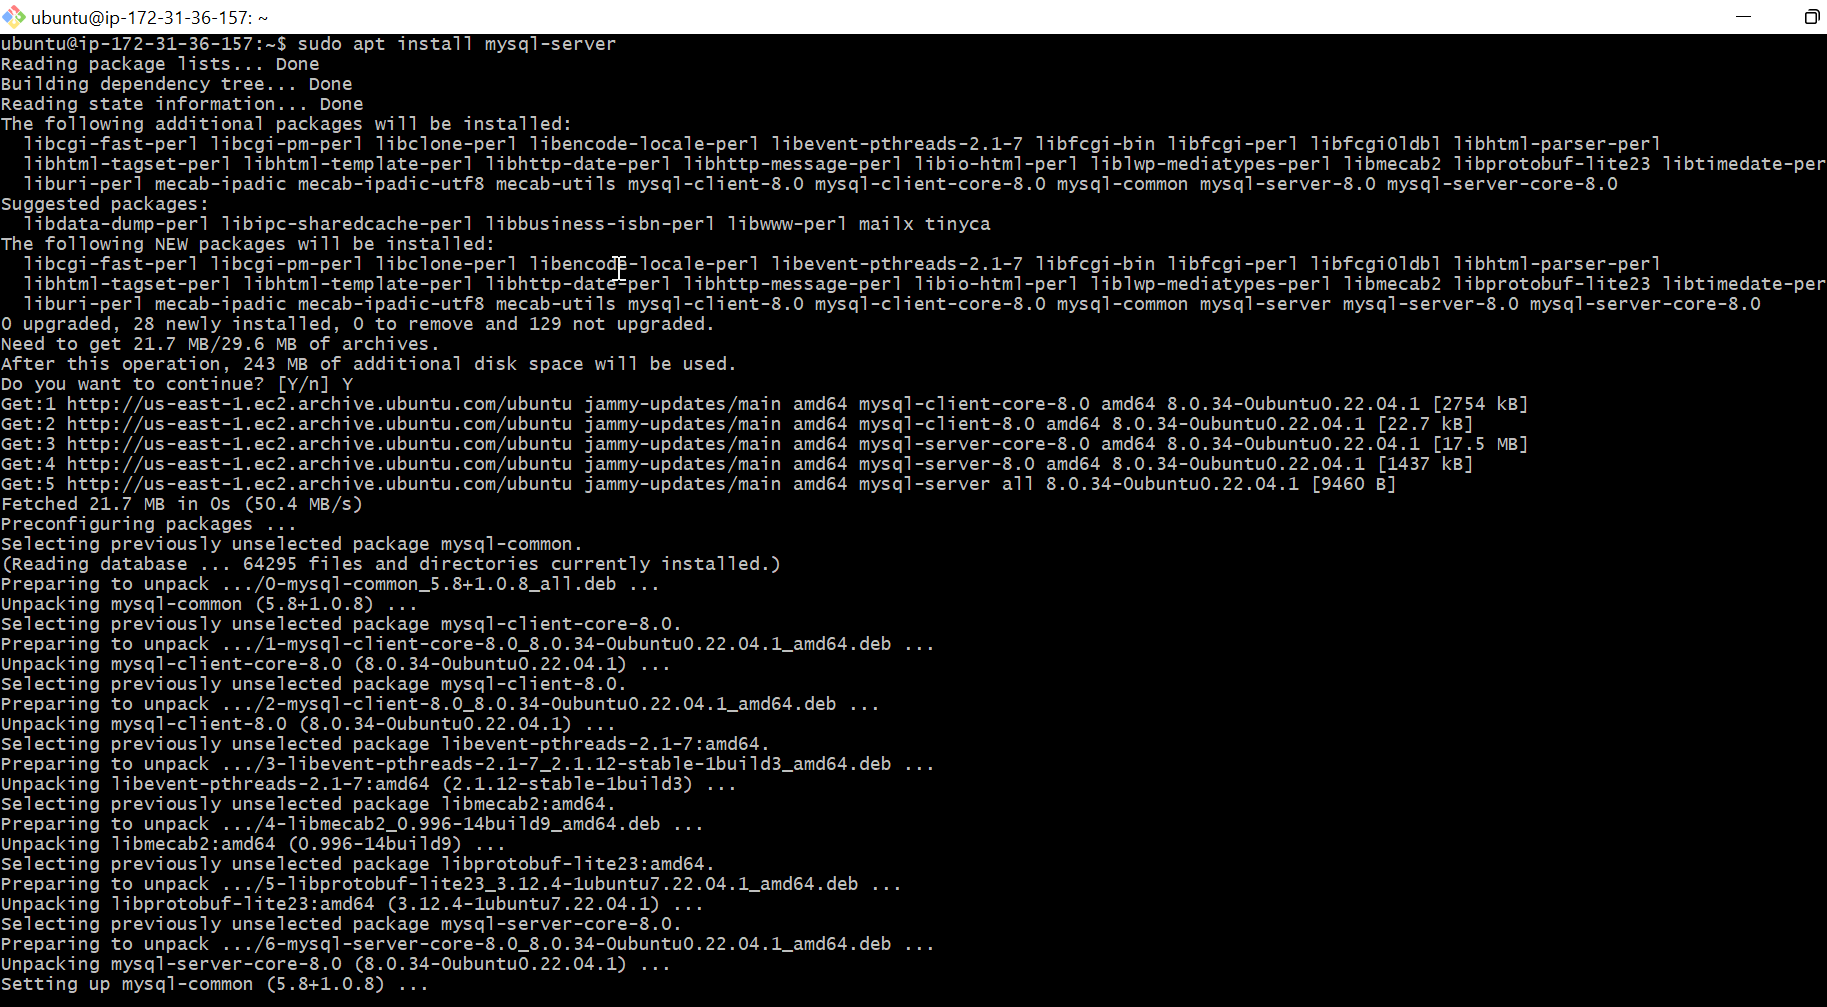 ubuntu@ip-172-31-36-157: ~
ubuntu@ip-172-31-36-157:~$ sudo apt install mysql-server
Reading package lists... Done
Building dependency tree... Done
Reading state information... Done
The following additional packages will be installed:
  libcgi-fast-perl libcgi-pm-perl libclone-perl libencode-locale-perl libevent-pthreads-2.1-7 libfcgi-bin libfcgi-perl libfcgi0ldbl libhtml-parser-perl
  libhtml-tagset-perl libhtml-template-perl libhttp-date-perl libhttp-message-perl libio-html-perl liblwp-mediatypes-perl libmecab2 libprotobuf-lite23 libtimedate-per
  liburi-perl mecab-ipadic mecab-ipadic-utf8 mecab-utils mysql-client-8.0 mysql-client-core-8.0 mysql-common mysql-server-8.0 mysql-server-core-8.0
Suggested packages:
  libdata-dump-perl libipc-sharedcache-perl libbusiness-isbn-perl libwww-perl mailx tinyca
The following NEW packages will be installed:
  libcgi-fast-perl libcgi-pm-perl libclone-perl libencode-locale-perl libevent-pthreads-2.1-7 libfcgi-bin libfcgi-perl libfcgi0ldbl libhtml-parser-perl
  libhtml-tagset-perl libhtml-template-perl libhttp-date-perl libhttp-message-perl libio-html-perl liblwp-mediatypes-perl libmecab2 libprotobuf-lite23 libtimedate-per
  liburi-perl mecab-ipadic mecab-ipadic-utf8 mecab-utils mysql-client-8.0 mysql-client-core-8.0 mysql-common mysql-server mysql-server-8.0 mysql-server-core-8.0
0 upgraded, 28 newly installed, 0 to remove and 129 not upgraded.
Need to get 21.7 MB/29.6 MB of archives.
After this operation, 243 MB of additional disk space will be used.
Do you want to continue? [Y/n] Y
Get:1 http://us-east-1.ec2.archive.ubuntu.com/ubuntu jammy-updates/main amd64 mysql-client-core-8.0 amd64 8.0.34-0ubuntu0.22.04.1 [2754 kB]
Get:2 http://us-east-1.ec2.archive.ubuntu.com/ubuntu jammy-updates/main amd64 mysql-client-8.0 amd64 8.0.34-0ubuntu0.22.04.1 [22.7 kB]
Get:3 http://us-east-1.ec2.archive.ubuntu.com/ubuntu jammy-updates/main amd64 mysql-server-core-8.0 amd64 8.0.34-0ubuntu0.22.04.1 [17.5 MB]
Get:4 http://us-east-1.ec2.archive.ubuntu.com/ubuntu jammy-updates/main amd64 mysql-server-8.0 amd64 8.0.34-0ubuntu0.22.04.1 [1437 kB]
Get:5 http://us-east-1.ec2.archive.ubuntu.com/ubuntu jammy-updates/main amd64 mysql-server all 8.0.34-0ubuntu0.22.04.1 [9460 B]
Fetched 21.7 MB in 0s (50.4 MB/s)
Preconfiguring packages ...
Selecting previously unselected package mysql-common.
(Reading database ... 64295 files and directories currently installed.)
Preparing to unpack .../0-mysql-common_5.8+1.0.8_all.deb ...
Unpacking mysql-common (5.8+1.0.8) ...
Selecting previously unselected package mysql-client-core-8.0.
Preparing to unpack .../1-mysql-client-core-8.0_8.0.34-0ubuntu0.22.04.1_amd64.deb ...
Unpacking mysql-client-core-8.0 (8.0.34-0ubuntu0.22.04.1) ...
Selecting previously unselected package mysql-client-8.0.
Preparing to unpack .../2-mysql-client-8.0_8.0.34-0ubuntu0.22.04.1_amd64.deb ...
Unpacking mysql-client-8.0 (8.0.34-0ubuntu0.22.04.1) ...
Selecting previously unselected package libevent-pthreads-2.1-7:amd64.
Preparing to unpack .../3-libevent-pthreads-2.1-7_2.1.12-stable-1build3_amd64.deb ...
Unpacking libevent-pthreads-2.1-7:amd64 (2.1.12-stable-1build3) ...
Selecting previously unselected package libmecab2:amd64.
Preparing to unpack .../4-libmecab2_0.996-14build9_amd64.deb ...
Unpacking libmecab2:amd64 (0.996-14build9) ...
Selecting previously unselected package libprotobuf-lite23:amd64.
Preparing to unpack .../5-libprotobuf-lite23_3.12.4-1ubuntu7.22.04.1_amd64.deb ...
Unpacking libprotobuf-lite23:amd64 (3.12.4-1ubuntu7.22.04.1) ...
Selecting previously unselected package mysql-server-core-8.0.
Preparing to unpack .../6-mysql-server-core-8.0_8.0.34-0ubuntu0.22.04.1_amd64.deb ...
Unpacking mysql-server-core-8.0 (8.0.34-0ubuntu0.22.04.1) ...
Setting up mysql-common (5.8+1.0.8) ...